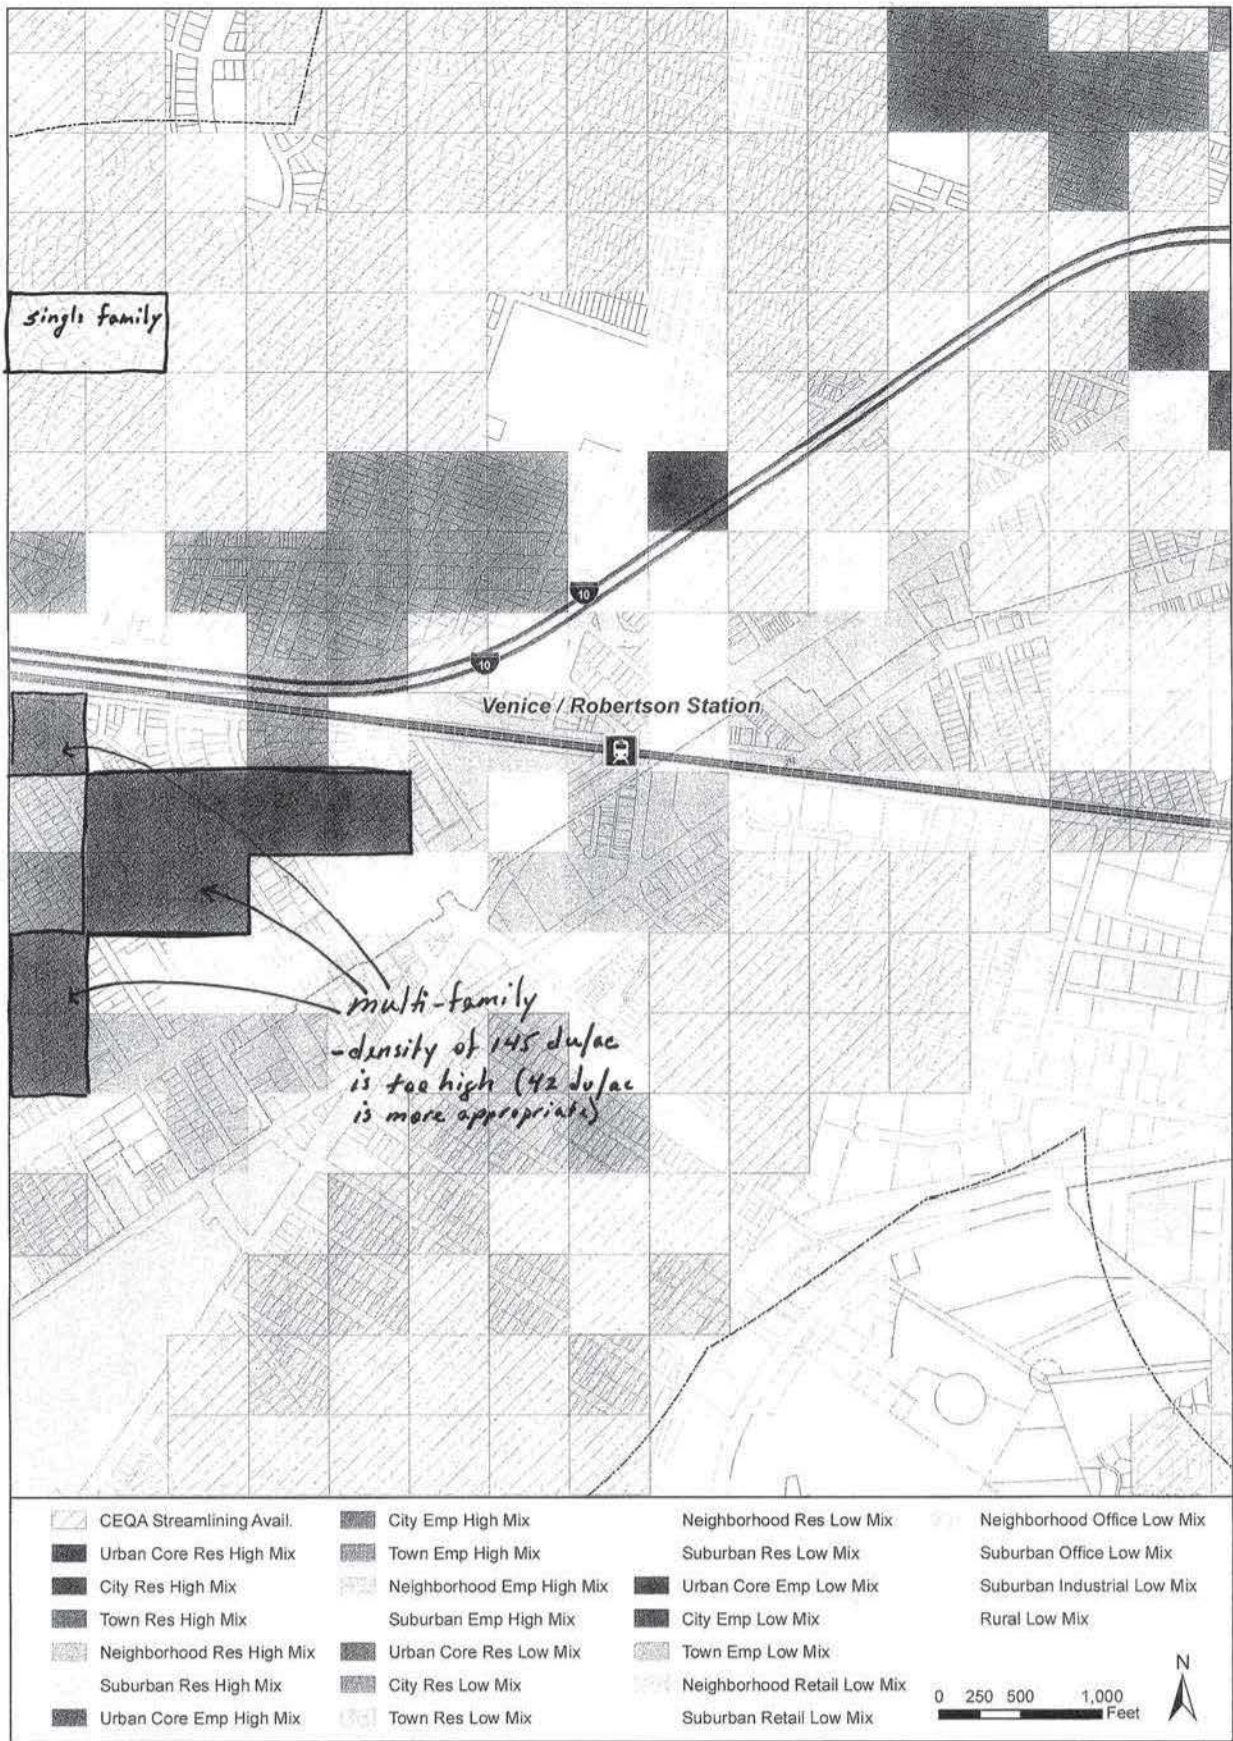 singls family
10
10
Venice / Robertson Station
multi-family
-density of 145 du/ac
is too high (42 du/ac
is more appropriate)
CEQA Streamlining Avail.
Urban Core Res High Mix
City Res High Mix
Town Res High Mix
Neighborhood Res High Mix
Suburban Res High Mix
Urban Core Emp High Mix
City Emp High Mix
Town Emp High Mix
Neighborhood Emp High Mix
Suburban Emp High Mix
Urban Core Res Low Mix
City Res Low Mix
Town Res Low Mix
Neighborhood Res Low Mix
Suburban Res Low Mix
Urban Core Emp Low Mix
City Emp Low Mix
Town Emp Low Mix
Neighborhood Retail Low Mix
Suburban Retail Low Mix
Neighborhood Office Low Mix
Suburban Office Low Mix
Suburban Industrial Low Mix
Rural Low Mix
N
0 250 500 1,000
Feet